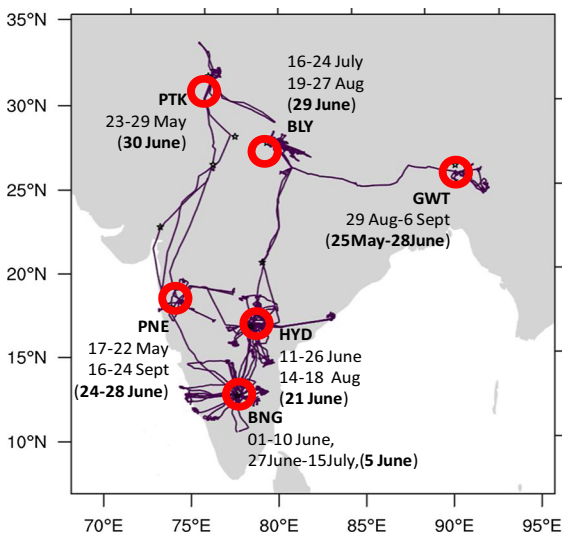 35°N
30°N
25°N
20°N
15°N
10°N
70°E
75°E
80°E
85°E
90°E
95°E
PTK
23-29 May
(30 June)
16-24 July
19-27 Aug
(29 June)
BLY
GWT
29 Aug-6 Sept
(25May-28June)
PNE
17-22 May
16-24 Sept
(24-28 June)
HYD
11-26 June
14-18 Aug
(21 June)
BNG
01-10 June,
27June-15July,(5 June)